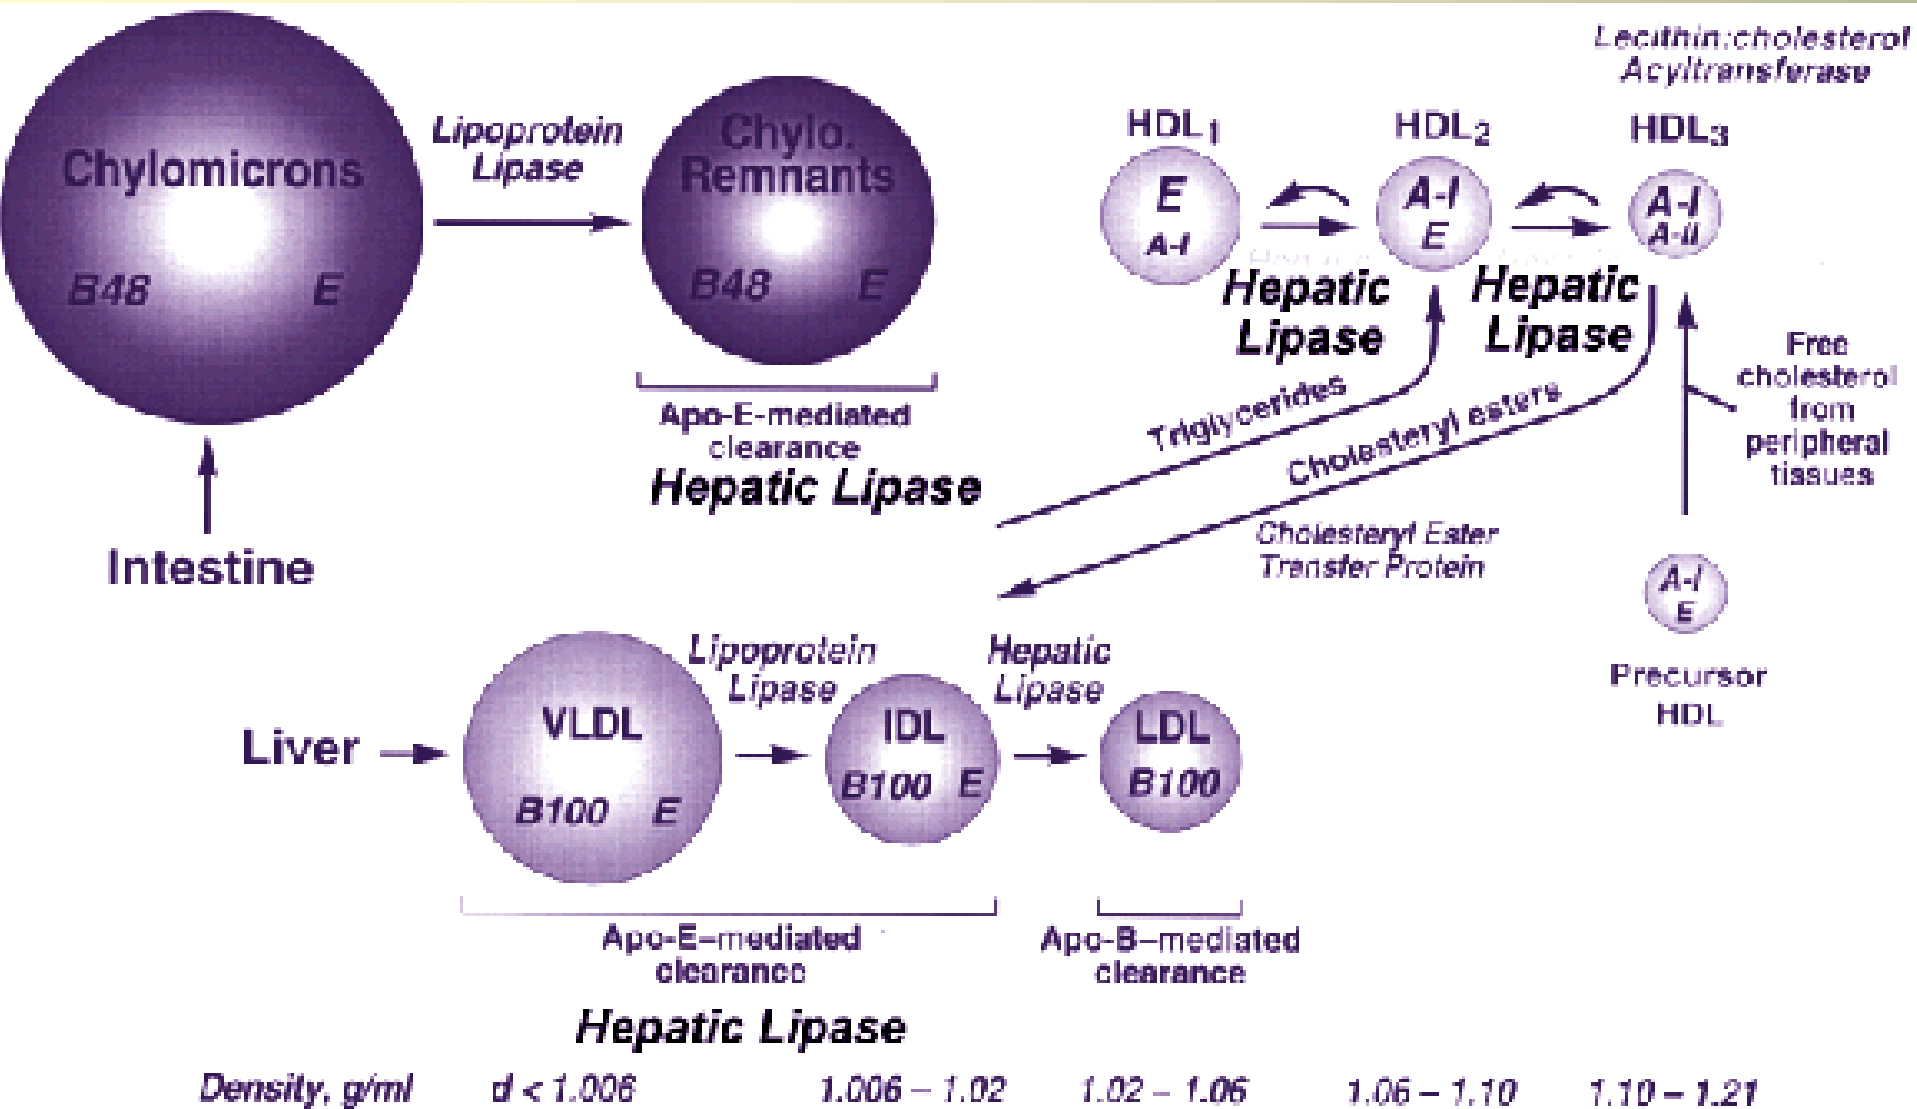 Lecithin:cholesterol
Acyltransferase
Chylomicrons
B48 E
Lipoprotein
Lipase
Chylo.
Remnants
B48 E
HDL1
E
A-I
HDL2
A-I
E
HDL3
A-I
A-II
Hepatic
Lipase
Hepatic
Lipase
Apo-E-mediated
clearance
Hepatic Lipase
Triglycerides
Cholesteryl esters
Cholesteryl Ester
Transfer Protein
Free
cholesterol
from
peripheral
tissues
A-I
E
Precursor
HDL
Intestine
Liver
VLDL
B100 E
Lipoprotein
Lipase
IDL
B100 E
Hepatic
Lipase
LDL
B100
Apo-E–mediated
clearance
Apo-B–mediated
clearance
Hepatic Lipase
Density, g/ml d < 1.006 1.006 – 1.02 1.02 – 1.06 1.06 – 1.10 1.10 – 1.21